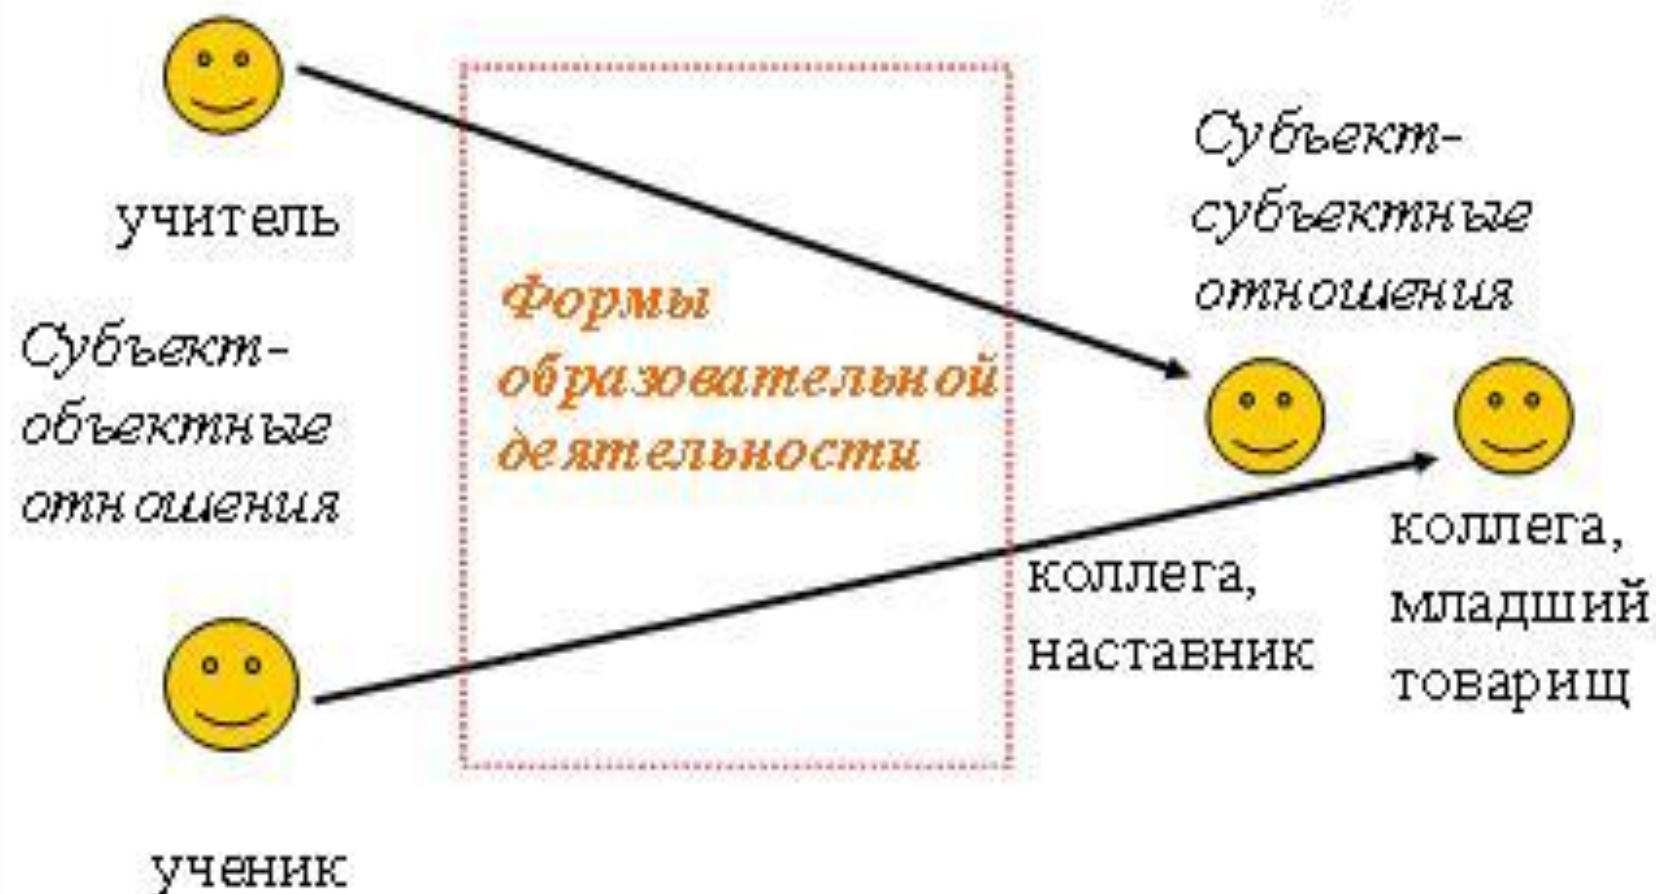 учитель
Субъект-
объектные
отношения
ученик
Формы
образовательной
деятельности
Субъект-
субъектные
отношения
коллега,
наставник
коллега,
младший
товарищ